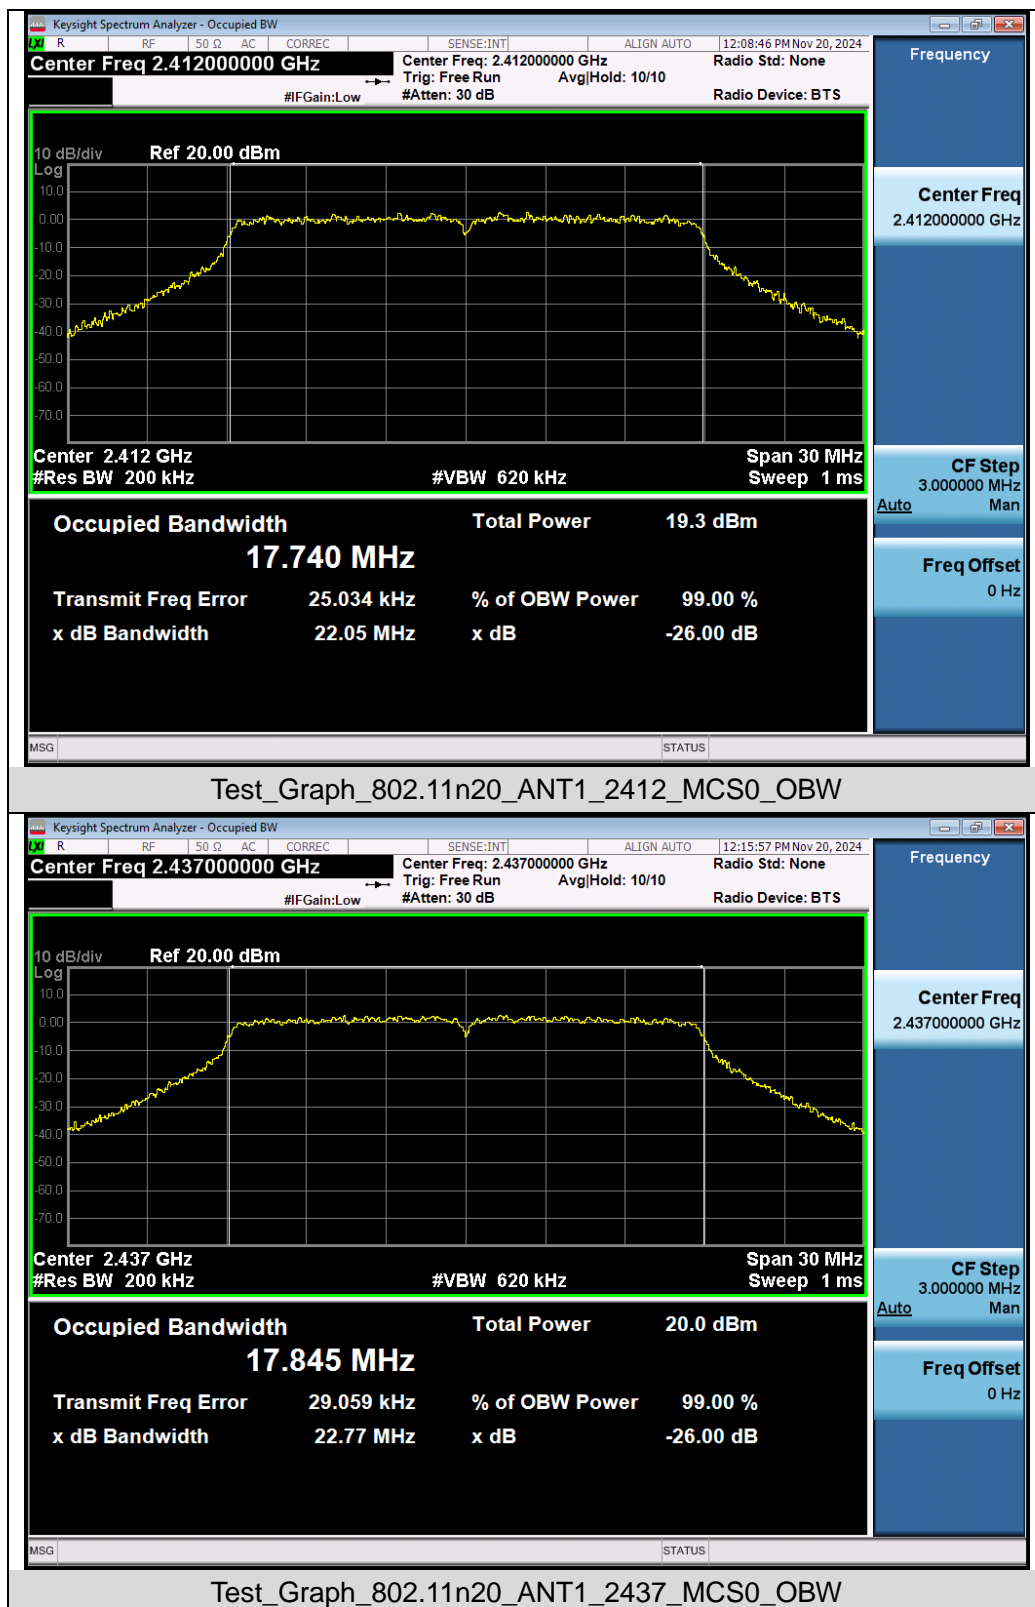 Keysight Spectrum Analyzer - Occupied BW
LXI R RF 50 Ω AC CORREC SENSE:INT ALIGN AUTO 12:08:46 PM Nov 20, 2024
Center Freq 2.412000000 GHz Center Freq: 2.412000000 GHz Radio Std: None Frequency
Trig: Free Run Avg|Hold: 10/10
#IFGain:Low #Atten: 30 dB Radio Device: BTS
10 dB/div Ref 20.00 dBm
Log
10.0
0.00
-10.0
-20.0
-30.0
-40.0
-50.0
-60.0
-70.0
Center Freq
2.412000000 GHz
Center 2.412 GHz Span 30 MHz
#Res BW 200 kHz #VBW 620 kHz Sweep 1 ms
CF Step
3.000000 MHz
Auto Man
Occupied Bandwidth Total Power 19.3 dBm
17.740 MHz
Freq Offset
0 Hz
Transmit Freq Error 25.034 kHz % of OBW Power 99.00 %
x dB Bandwidth 22.05 MHz x dB -26.00 dB
MSG STATUS
Test_Graph_802.11n20_ANT1_2412_MCS0_OBW
Keysight Spectrum Analyzer - Occupied BW
LXI R RF 50 Ω AC CORREC SENSE:INT ALIGN AUTO 12:15:57 PM Nov 20, 2024
Center Freq 2.437000000 GHz Center Freq: 2.437000000 GHz Radio Std: None Frequency
Trig: Free Run Avg|Hold: 10/10
#IFGain:Low #Atten: 30 dB Radio Device: BTS
10 dB/div Ref 20.00 dBm
Log
10.0
0.00
-10.0
-20.0
-30.0
-40.0
-50.0
-60.0
-70.0
Center Freq
2.437000000 GHz
Center 2.437 GHz Span 30 MHz
#Res BW 200 kHz #VBW 620 kHz Sweep 1 ms
CF Step
3.000000 MHz
Auto Man
Occupied Bandwidth Total Power 20.0 dBm
17.845 MHz
Freq Offset
0 Hz
Transmit Freq Error 29.059 kHz % of OBW Power 99.00 %
x dB Bandwidth 22.77 MHz x dB -26.00 dB
MSG STATUS
Test_Graph_802.11n20_ANT1_2437_MCS0_OBW